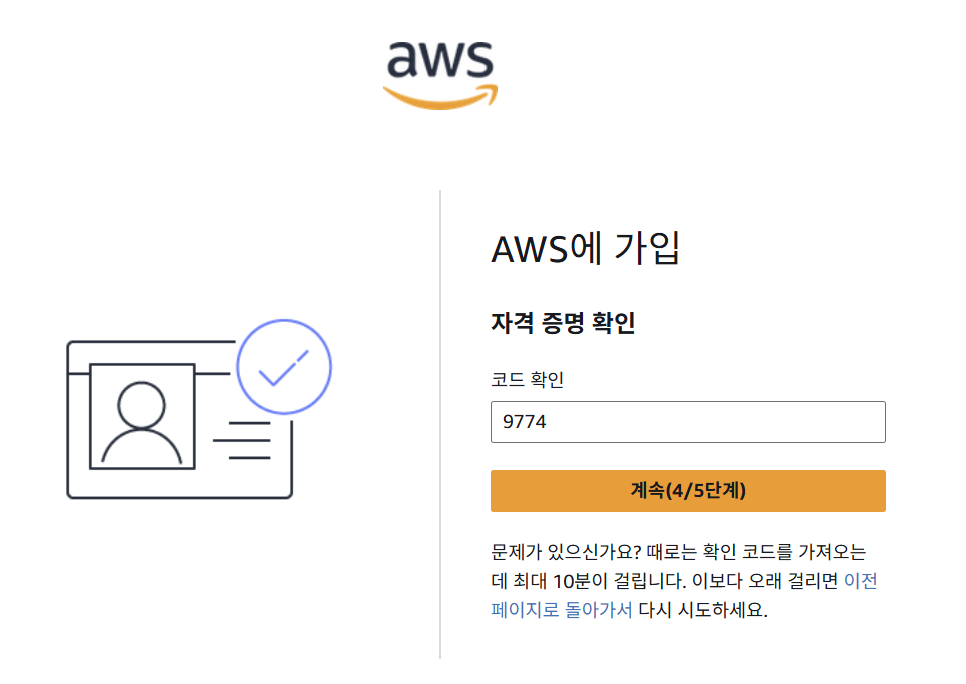 aws
AWS에 가입
자격 증명 확인
코드 확인
9774
계속(4/5단계)
문제가 있으신가요? 때로는 확인 코드를 가져오는
데 최대 10분이 걸립니다. 이보다 오래 걸리면 이전
페이지로 돌아가서 다시 시도하세요.